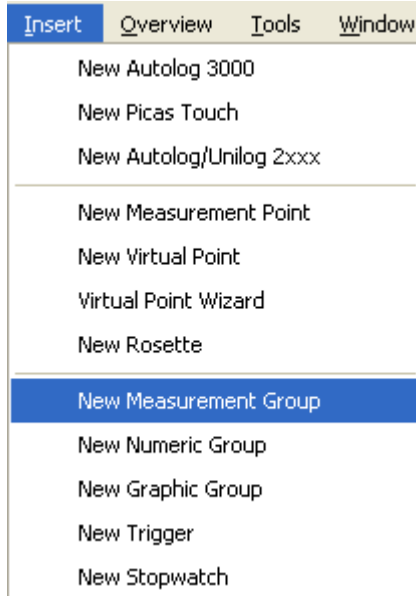 Insert Overview Tools Window
New Autolog 3000
New Picas Touch
New Autolog/Unilog 2xxx
New Measurement Point
New Virtual Point
Virtual Point Wizard
New Rosette
New Measurement Group
New Numeric Group
New Graphic Group
New Trigger
New Stopwatch